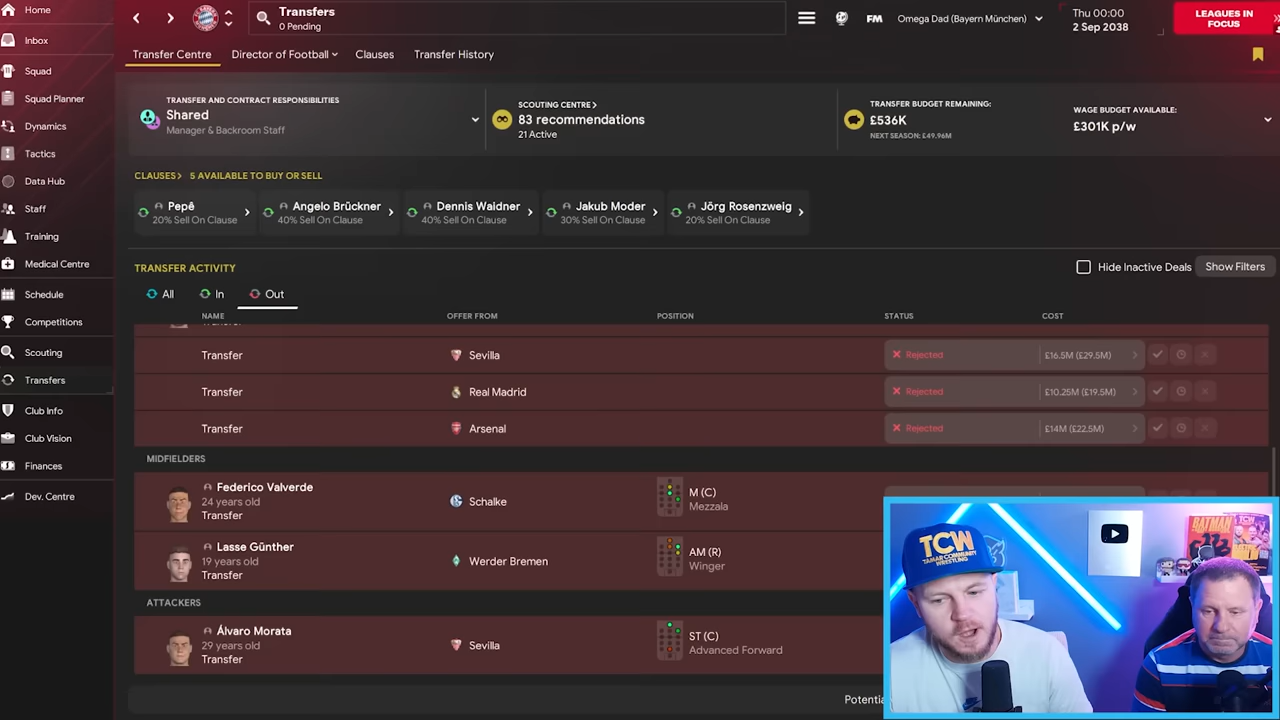 Home
Inbox
Squad
Squad Planner
Dynamics
Tactics
Data Hub
Staff
Training
Medical Centre
Schedule
Competitions
Scouting
Transfers
Club Info
Club Vision
Finances
Dev. Centre
Transfers
0 Pending
FM
Omega Dad (Bayern München)
Thu 00:00
2 Sep 2038
LEAGUES IN
FOCUS
Transfer Centre
Director of Football
Clauses
Transfer History
TRANSFER AND CONTRACT RESPONSIBILITIES
Shared
Manager & Backroom Staff
SCOUTING CENTRE
83 recommendations
21 Active
TRANSFER BUDGET REMAINING:
£536K
NEXT SEASON: £49.96M
WAGE BUDGET AVAILABLE:
£301K p/w
CLAUSES 5 AVAILABLE TO BUY OR SELL
Pepê
20% Sell On Clause
Angelo Brückner
40% Sell On Clause
Dennis Waidner
40% Sell On Clause
Jakub Moder
30% Sell On Clause
Jörg Rosenzweig
20% Sell On Clause
TRANSFER ACTIVITY
Hide Inactive Deals
Show Filters
All
In
Out
NAME OFFER FROM POSITION STATUS COST
Transfer Sevilla Rejected £16.5M (£29.5M)
Transfer Real Madrid Rejected £10.25M (£19.5M)
Transfer Arsenal Rejected £14M (£22.5M)
MIDFIELDERS
Federico Valverde
24 years old
Transfer
Schalke
M (C)
Mezzala
Lasse Günther
19 years old
Transfer
Werder Bremen
AM (R)
Winger
ATTACKERS
Álvaro Morata
29 years old
Transfer
Sevilla
ST (C)
Advanced Forward
Potentia
TCW
TAMAR COMMUNITY
WRESTLING
BATMAN
TCW